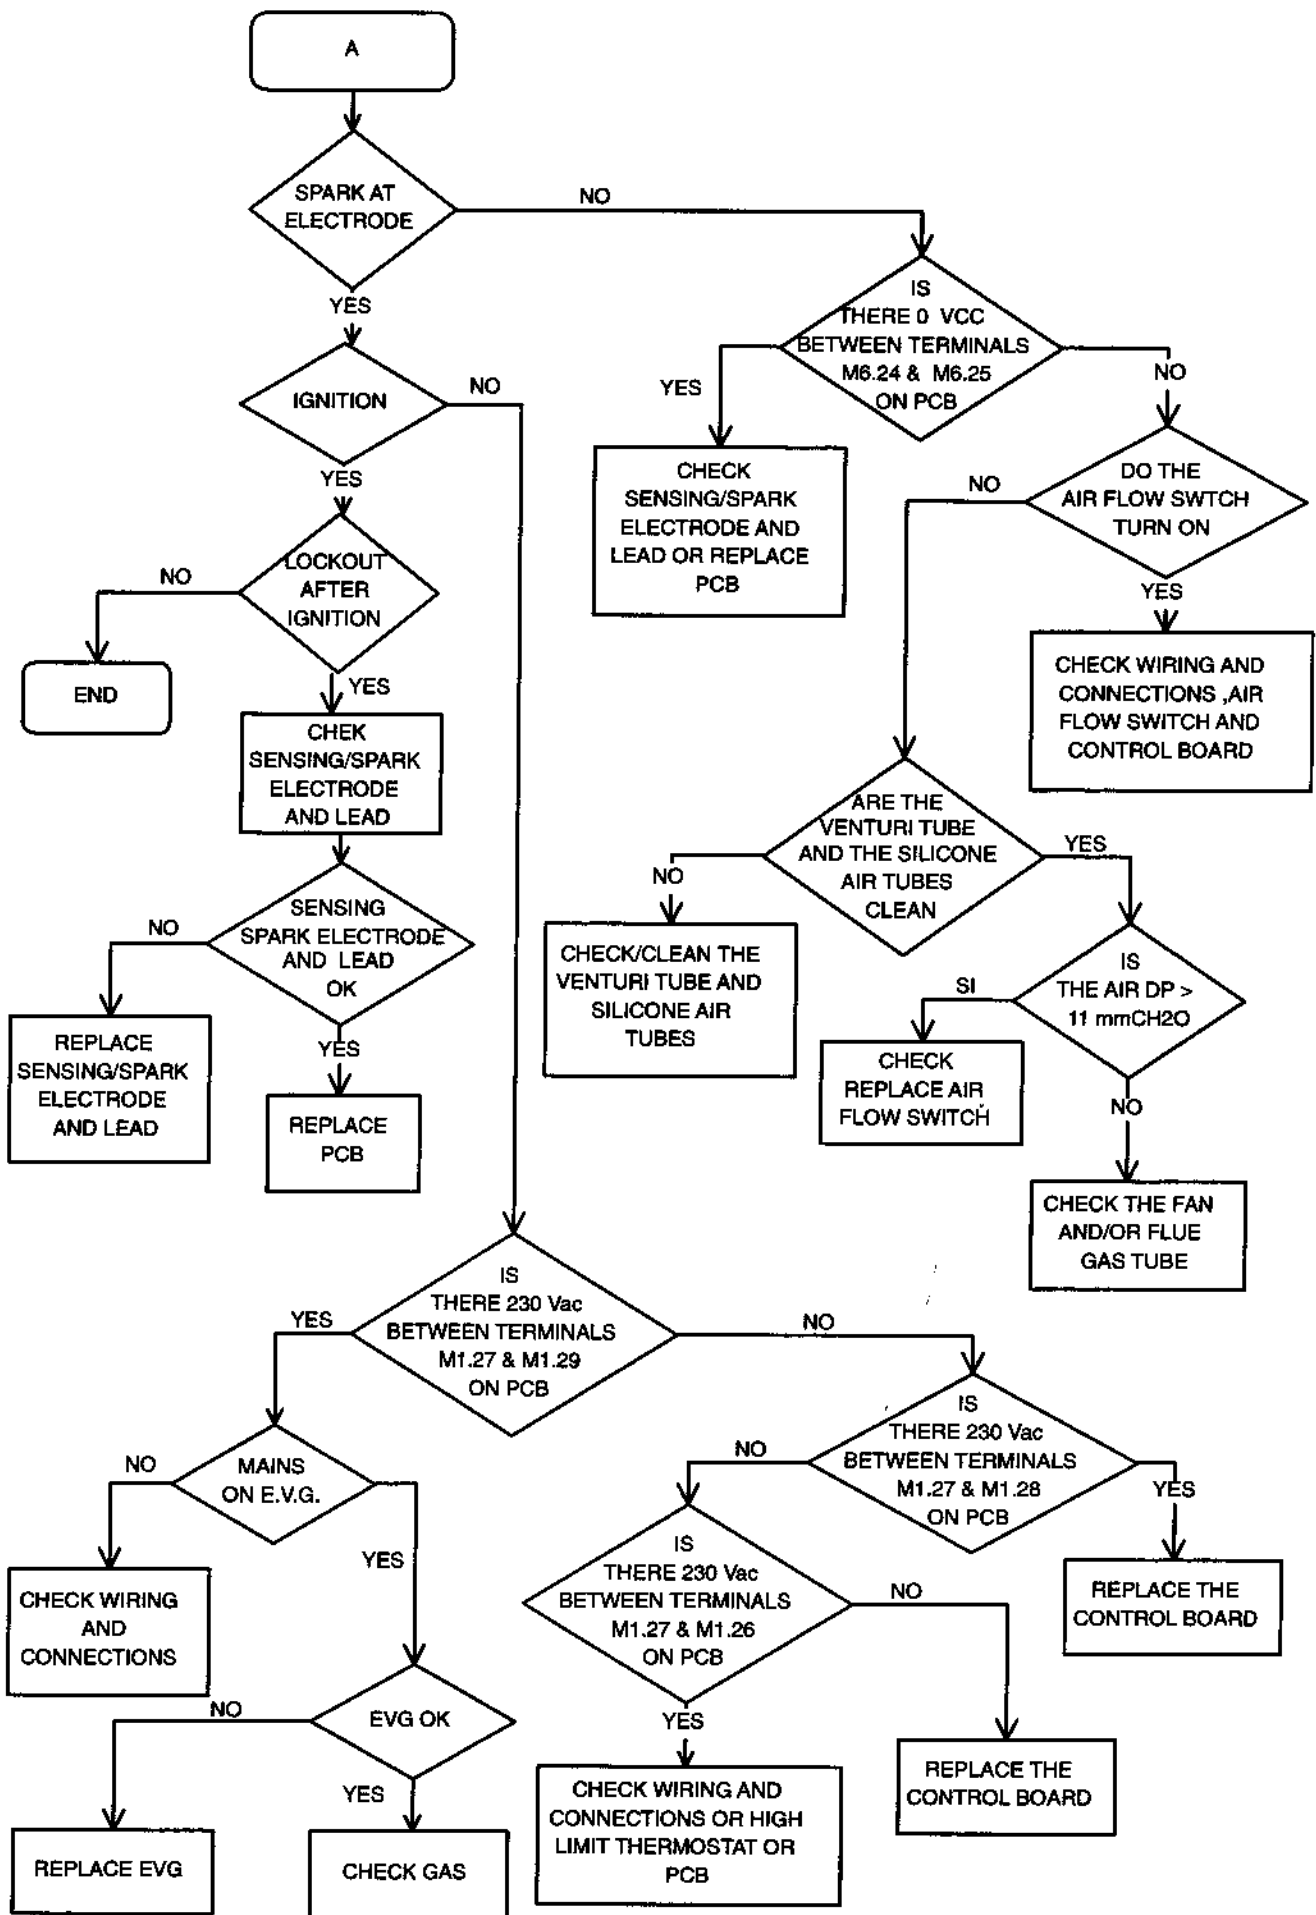 A
SPARK AT
ELECTRODE
NO
YES
IS
THERE 0 VCC
BETWEEN TERMINALS
M6.24 & M6.25
ON PCB
YES
NO
IGNITION
NO
YES
CHECK
SENSING/SPARK
ELECTRODE AND
LEAD OR REPLACE
PCB
DO THE
AIR FLOW SWTCH
TURN ON
NO
YES
LOCKOUT
AFTER
IGNITION
NO
YES
END
CHECK WIRING AND
CONNECTIONS ,AIR
FLOW SWITCH AND
CONTROL BOARD
CHEK
SENSING/SPARK
ELECTRODE
AND LEAD
ARE THE
VENTURI TUBE
AND THE SILICONE
AIR TUBES
CLEAN
NO
YES
SENSING
SPARK ELECTRODE
AND LEAD
OK
NO
YES
CHECK/CLEAN THE
VENTURI TUBE AND
SILICONE AIR
TUBES
IS
THE AIR DP >
11 mmCH2O
SI
NO
REPLACE
SENSING/SPARK
ELECTRODE
AND LEAD
REPLACE
PCB
CHECK
REPLACE AIR
FLOW SWITCH
CHECK THE FAN
AND/OR FLUE
GAS TUBE
IS
THERE 230 Vac
BETWEEN TERMINALS
M1.27 & M1.29
ON PCB
YES
NO
MAINS
ON E.V.G.
NO
YES
IS
THERE 230 Vac
BETWEEN TERMINALS
M1.27 & M1.28
ON PCB
NO
YES
CHECK WIRING
AND
CONNECTIONS
IS
THERE 230 Vac
BETWEEN TERMINALS
M1.27 & M1.26
ON PCB
NO
YES
REPLACE THE
CONTROL BOARD
EVG OK
NO
YES
REPLACE EVG
CHECK GAS
CHECK WIRING AND
CONNECTIONS OR HIGH
LIMIT THERMOSTAT OR
PCB
REPLACE THE
CONTROL BOARD